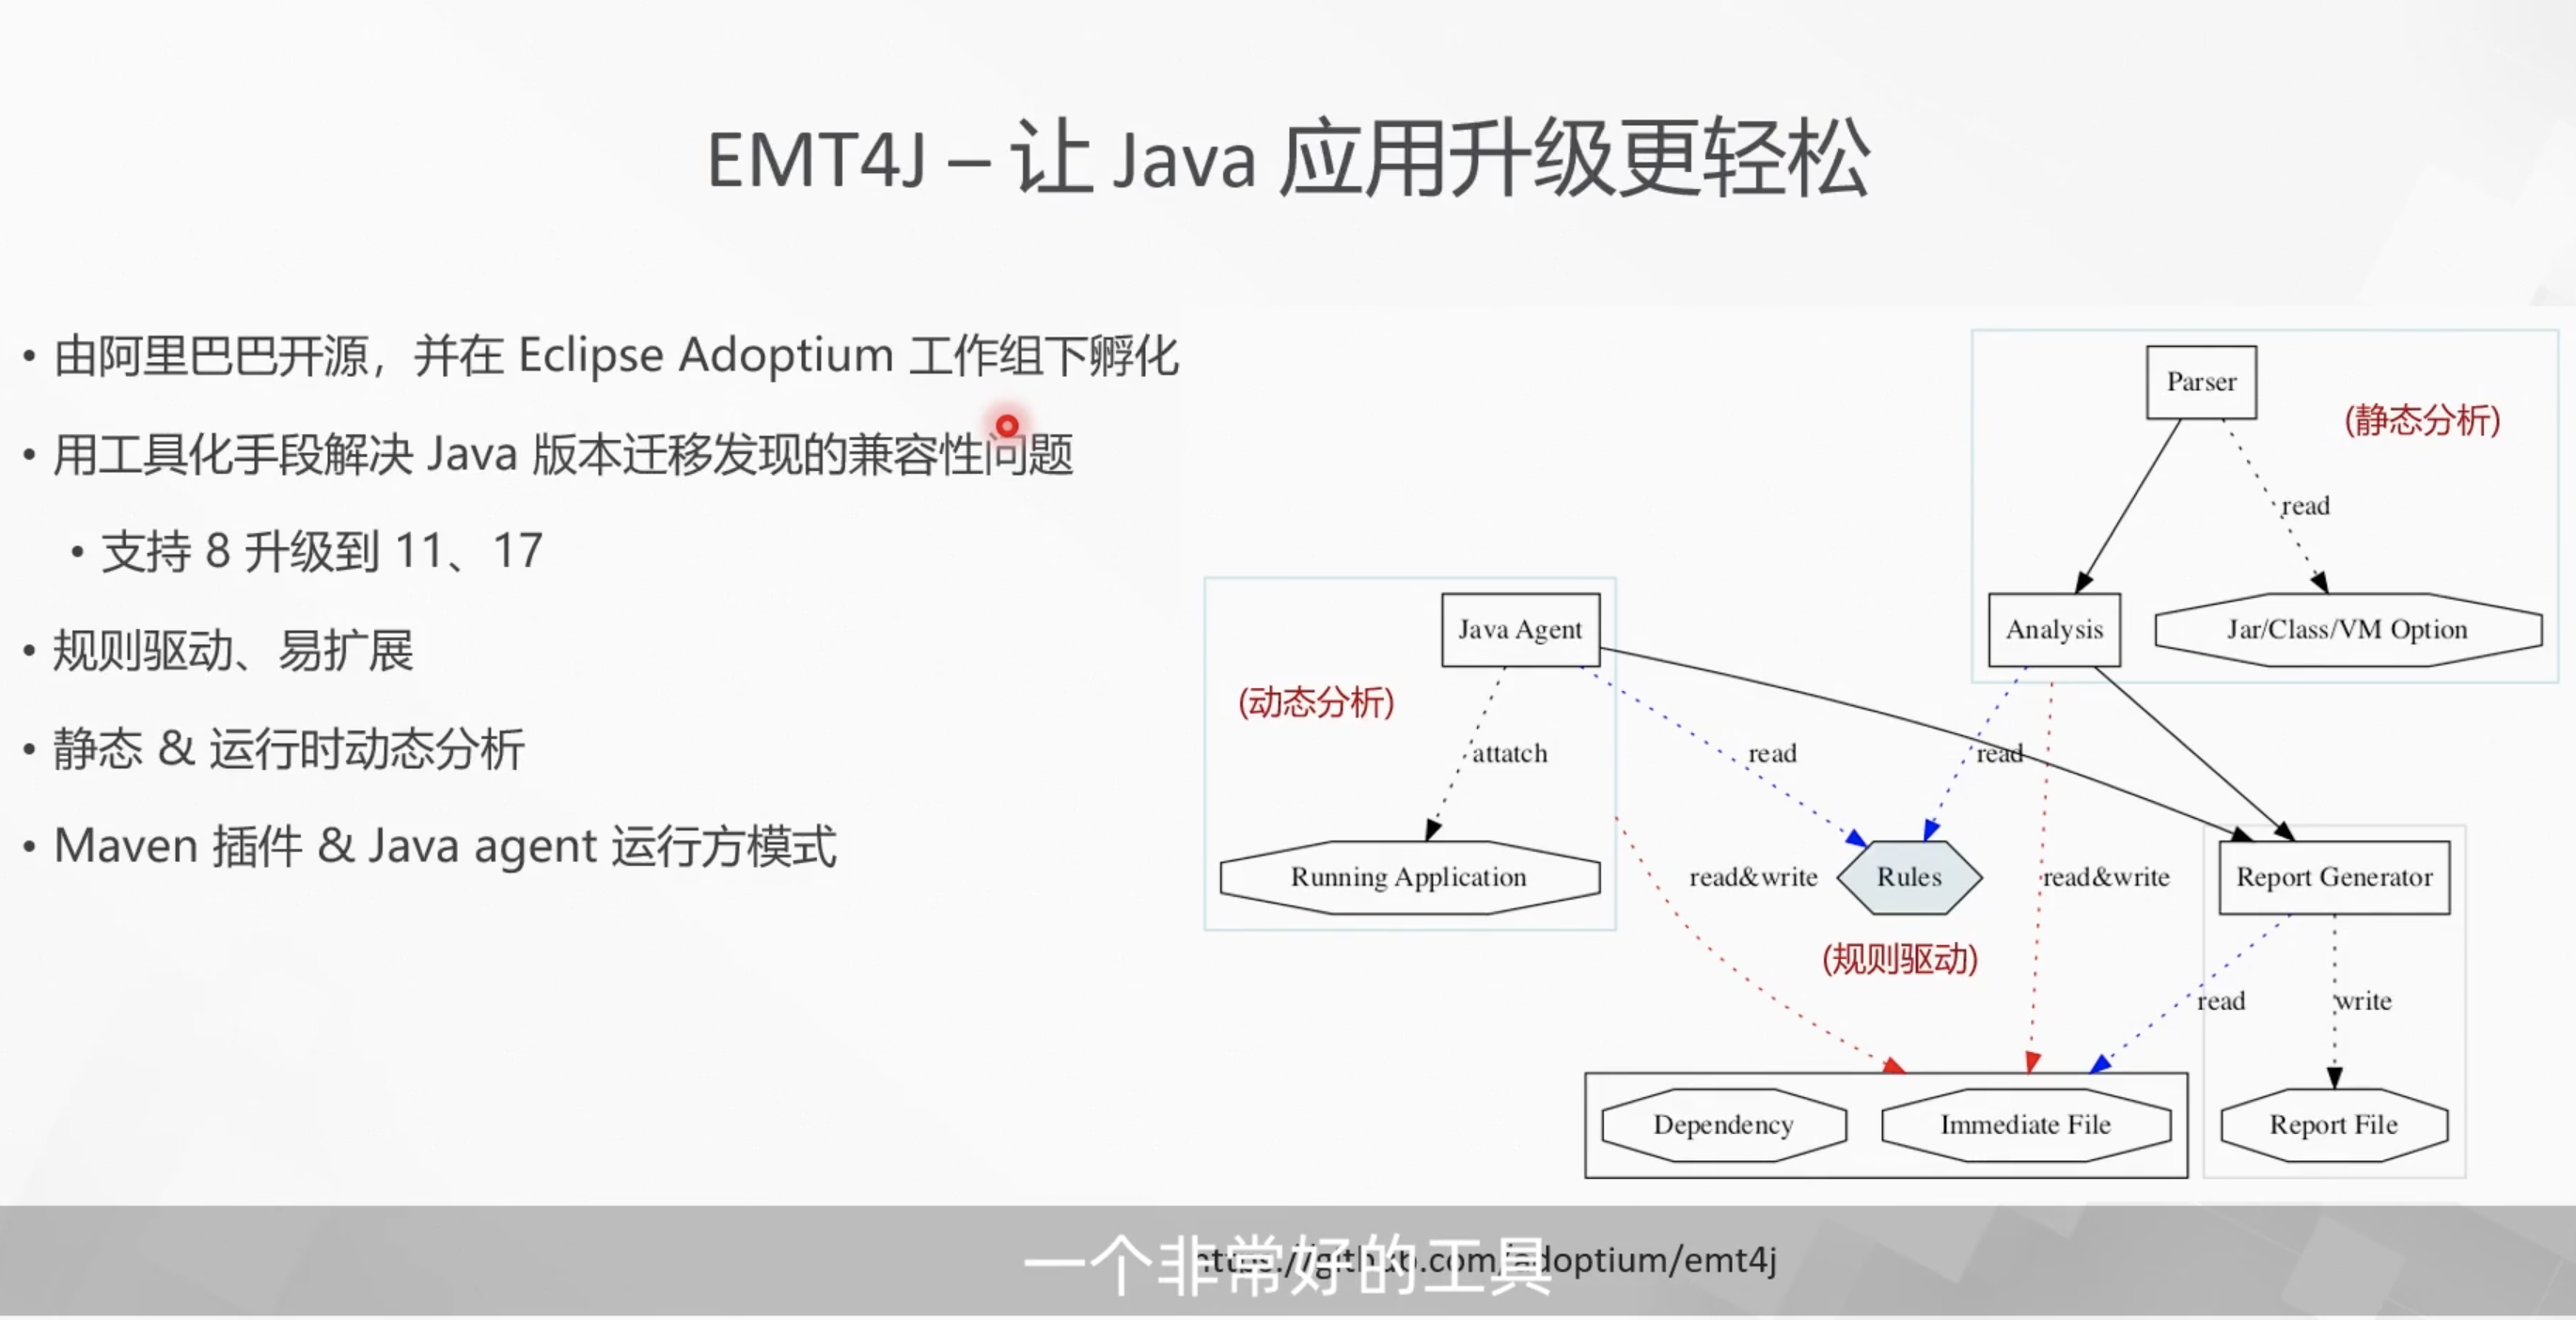 EMT4J – 让 Java 应用升级更轻松
• 由阿里巴巴开源，并在 Eclipse Adoptium 工作组下孵化
• 用工具化手段解决 Java 版本迁移发现的兼容性问题
• 支持 8 升级到 11、17
• 规则驱动、易扩展
• 静态 & 运行时动态分析
• Maven 插件 & Java agent 运行方模式
Parser
(静态分析)
read
Java Agent
Analysis
Jar/Class/VM Option
(动态分析)
attatch
read
read
Running Application
read&write
Rules
read&write
Report Generator
(规则驱动)
read
write
Dependency
Immediate File
Report File
https://github.com/adoptium/emt4j
一个非常好的工具